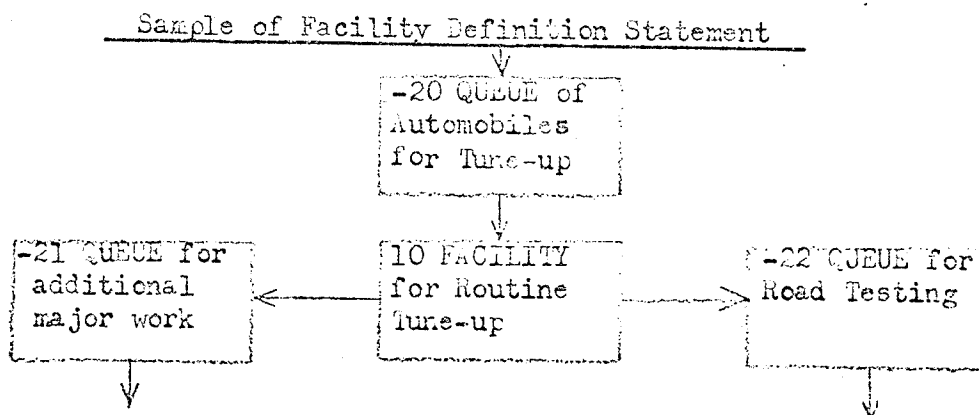 Sample of Facility Definition Statement
-20 QUEUE of
Automobiles
for Tune-up
-21 QUEUE for
additional
major work
10 FACILITY
for Routine
Tune-up
-22 QUEUE for
Road Testing